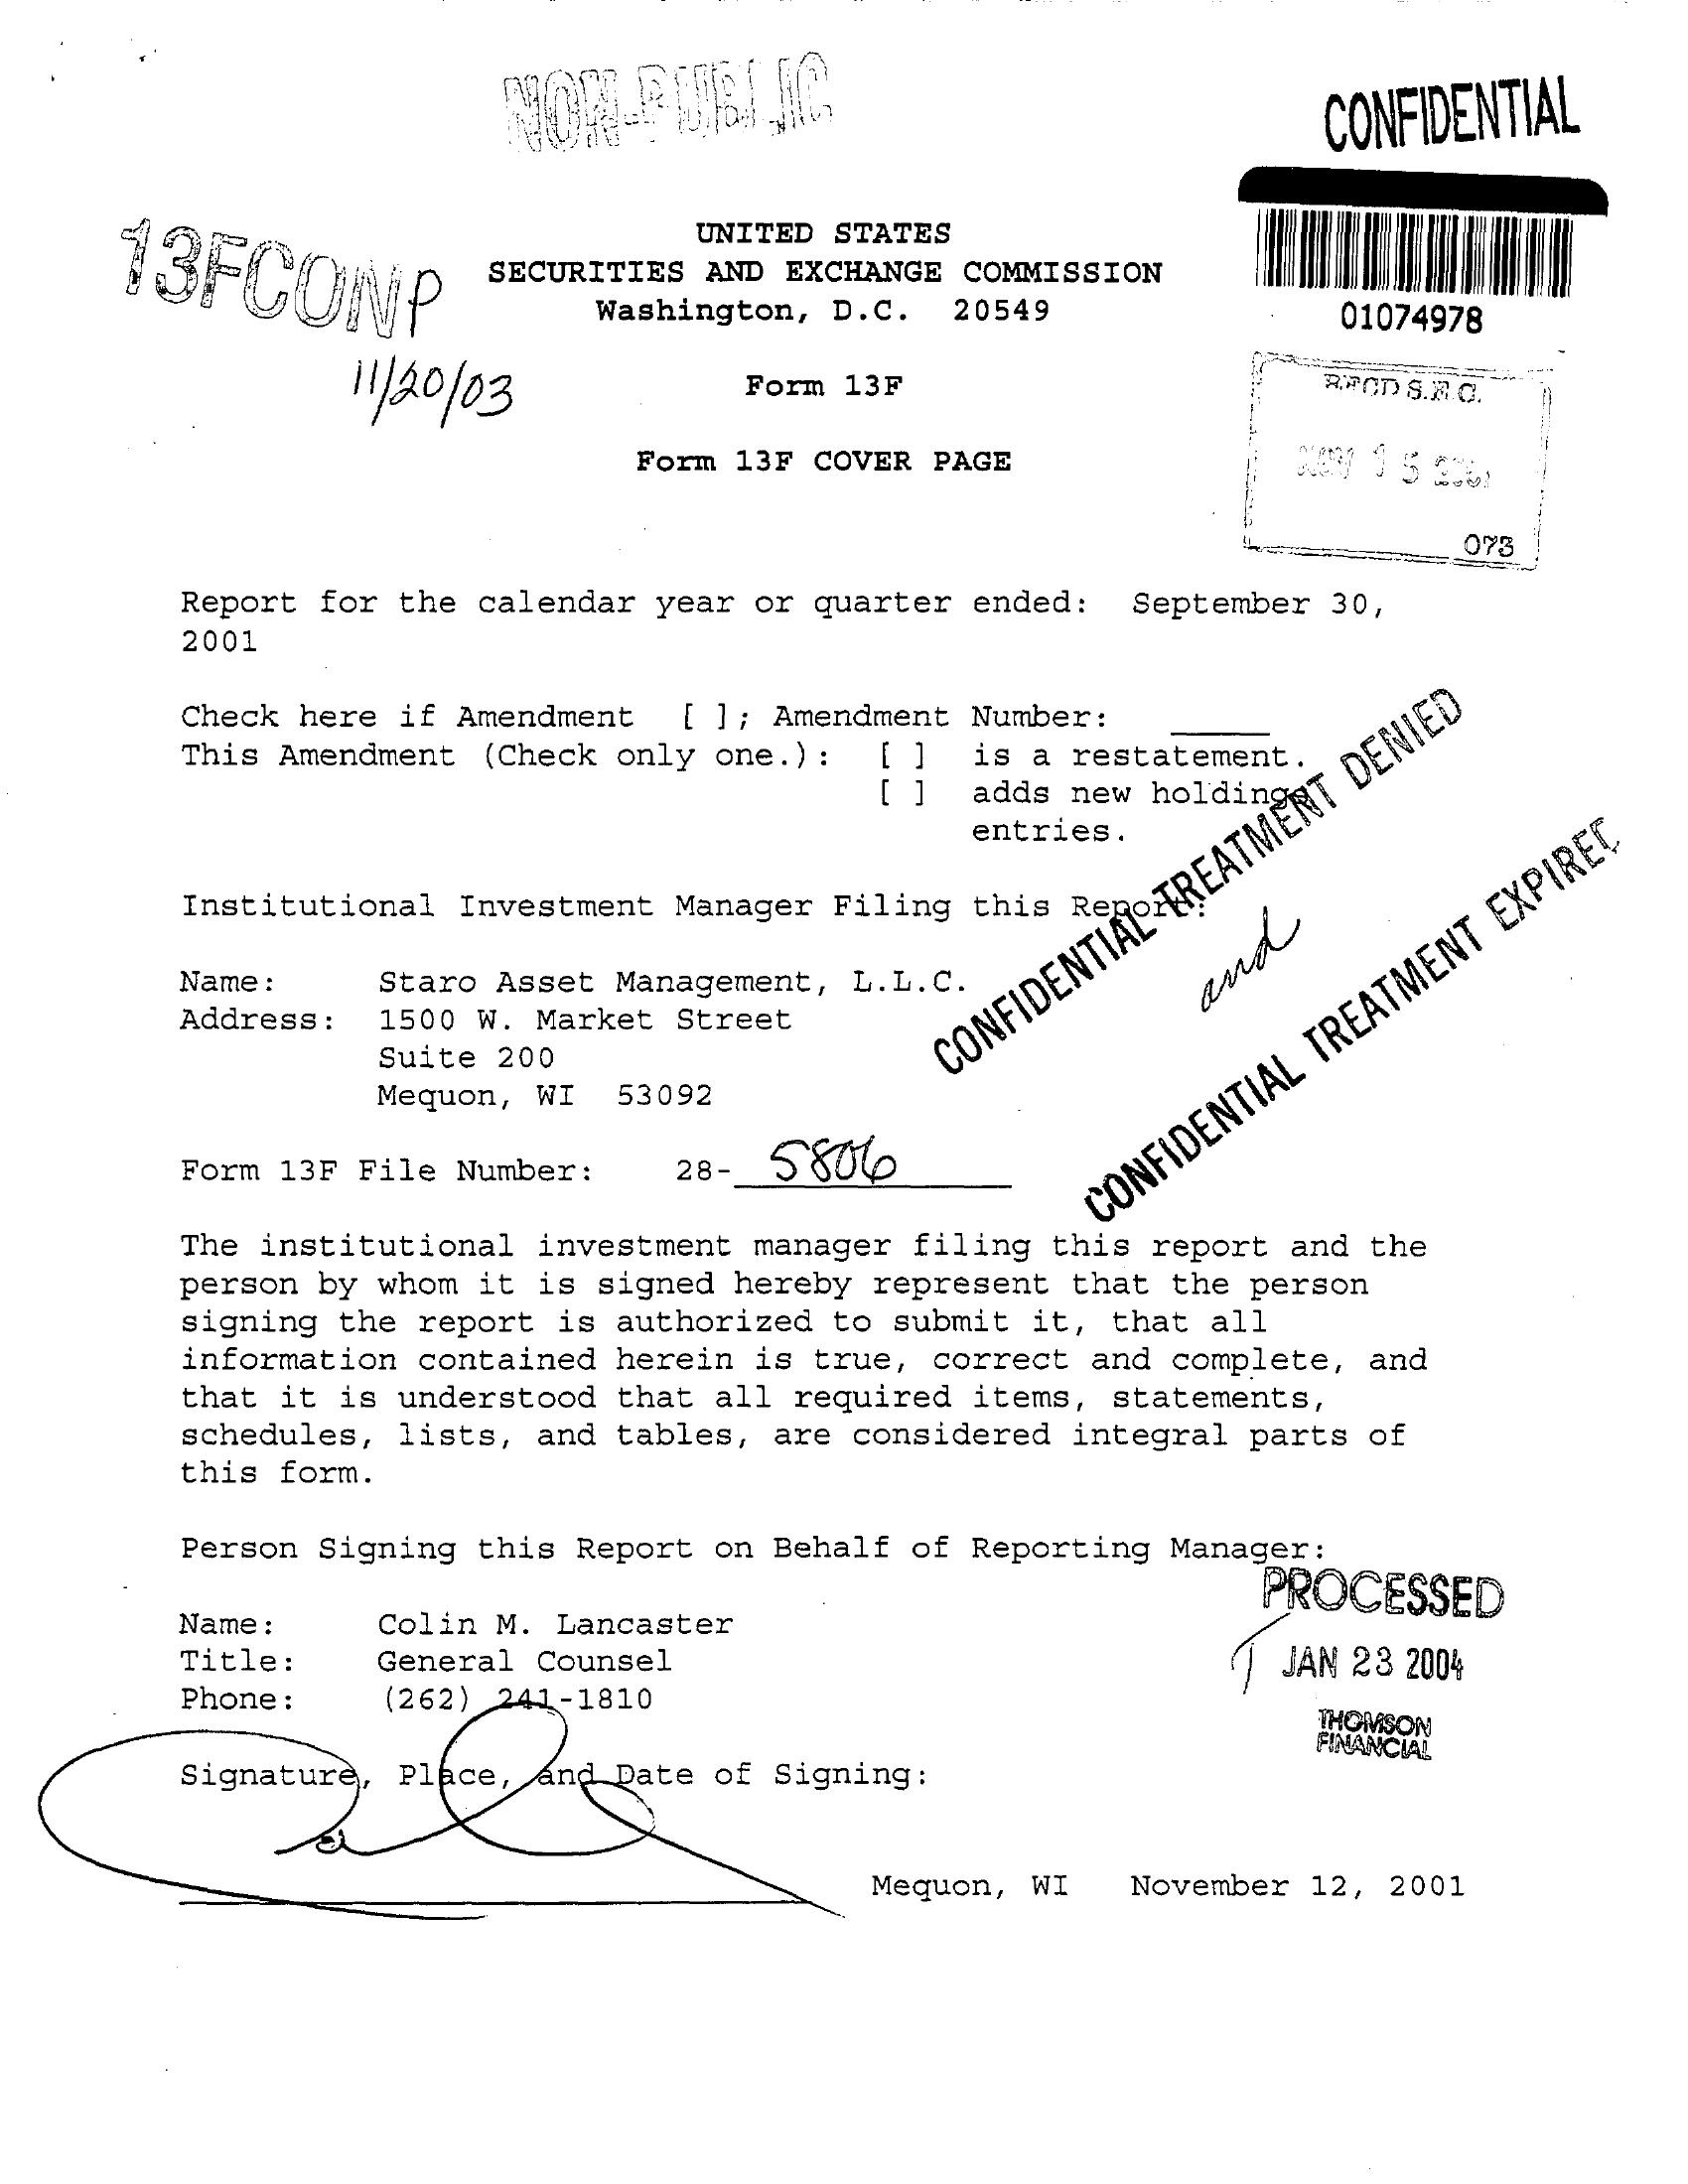 NON-PUBLIC
CONFIDENTIAL
13FCONP
UNITED STATES
SECURITIES AND EXCHANGE COMMISSION
Washington, D.C. 20549
01074978
11/20/03
Form 13F
REC'D S.E.C.
NOV 15 2001
073
Form 13F COVER PAGE
Report for the calendar year or quarter ended: September 30,
2001
Check here if Amendment [ ]; Amendment Number: ____
This Amendment (Check only one.): [ ] is a restatement.
[ ] adds new holdings
entries.
CONFIDENTIAL TREATMENT DENIED
and
CONFIDENTIAL TREATMENT EXPIRED
Institutional Investment Manager Filing this Report:
Name: Staro Asset Management, L.L.C.
Address: 1500 W. Market Street
Suite 200
Mequon, WI 53092
Form 13F File Number: 28-5806
The institutional investment manager filing this report and the
person by whom it is signed hereby represent that the person
signing the report is authorized to submit it, that all
information contained herein is true, correct and complete, and
that it is understood that all required items, statements,
schedules, lists, and tables, are considered integral parts of
this form.
Person Signing this Report on Behalf of Reporting Manager:
PROCESSED
JAN 23 2004
THOMSON
FINANCIAL
Name: Colin M. Lancaster
Title: General Counsel
Phone: (262) 241-1810
Signature, Place, and Date of Signing:
Mequon, WI November 12, 2001